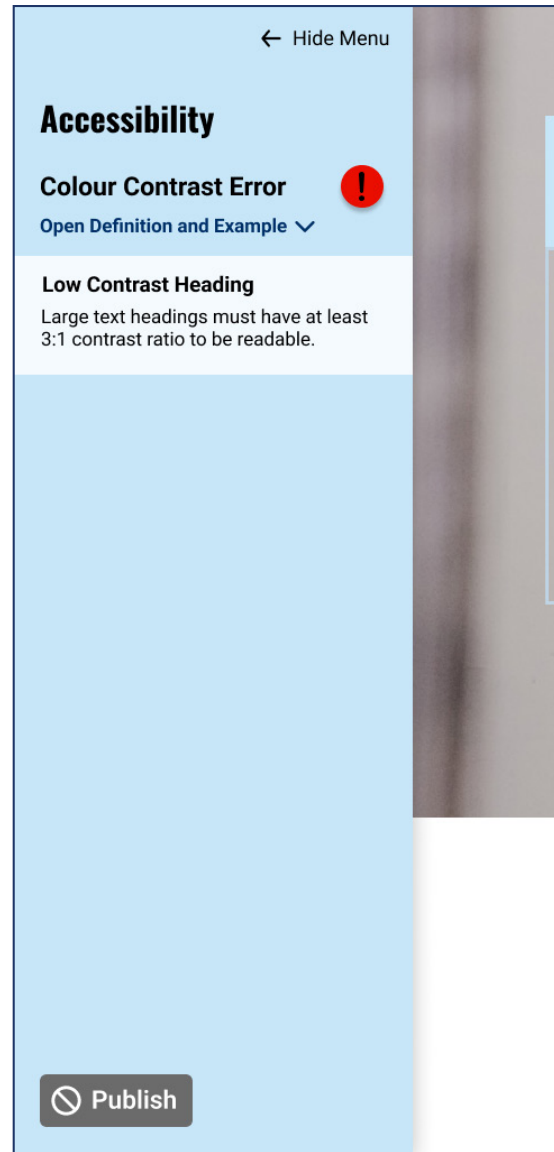 Hide Menu
Accessibility
Colour Contrast Error
Open Definition and Example
Low Contrast Heading
Large text headings must have at least
3:1 contrast ratio to be readable.
Publish